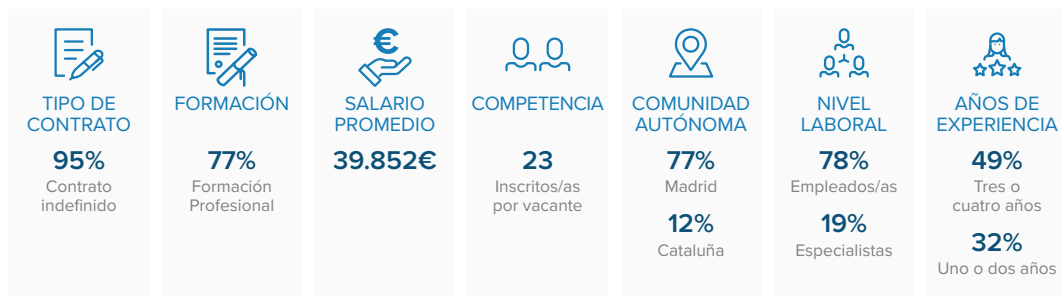 TIPO DE
CONTRATO
95%
Contrato
indefinido
FORMACIÓN
77%
Formación
Profesional
€
SALARIO
PROMEDIO
39.852€
COMPETENCIA
23
Inscritos/as
por vacante
COMUNIDAD
AUTÓNOMA
77%
Madrid
12%
Cataluña
NIVEL
LABORAL
78%
Empleados/as
19%
Especialistas
AÑOS DE
EXPERIENCIA
49%
Tres o
cuatro años
32%
Uno o dos años